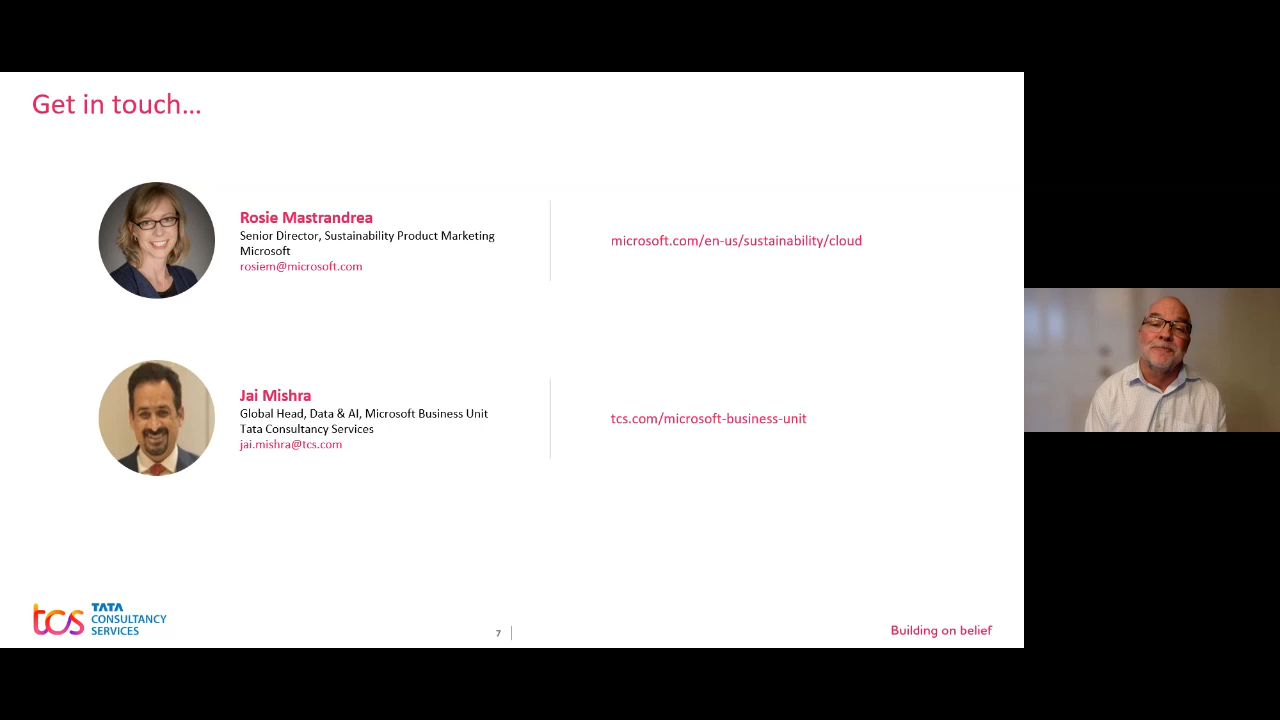 Get in touch...
Rosie Mastrandrea
Senior Director, Sustainability Product Marketing
Microsoft
rosiem@microsoft.com
microsoft.com/en-us/sustainability/cloud
Jai Mishra
Global Head, Data & AI, Microsoft Business Unit
Tata Consultancy Services
jai.mishra@tcs.com
tcs.com/microsoft-business-unit
tcs TATA
CONSULTANCY
SERVICES
7
Building on belief